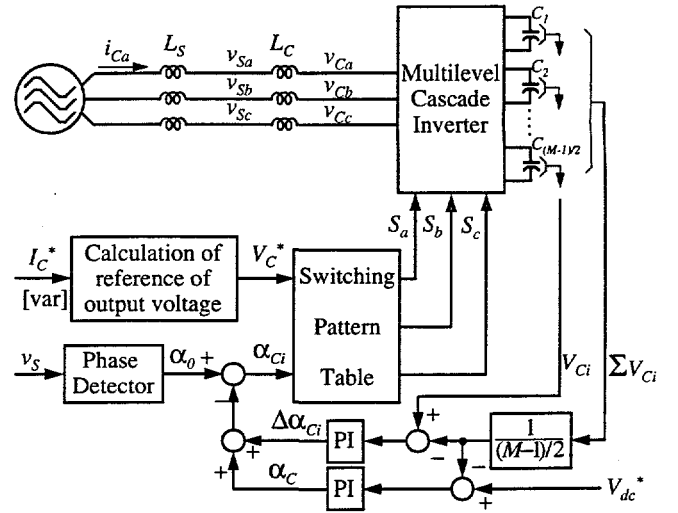 i_Ca L_S v_Sa L_C v_Ca
v_Sb v_Cb
v_Sc v_Cc
Multilevel
Cascade
Inverter
C_1
C_2
C_(M-1)/2
S_a S_b S_c
I_C*
[var]
Calculation of
reference of
output voltage
V_C*
Switching
Pattern
Table
v_S
Phase
Detector
α_0 +
α_Ci
−
V_Ci ΣV_Ci
Δα_Ci
+
PI
+
−
1
(M−1)/2
+
α_C
PI
−
+
V_dc*